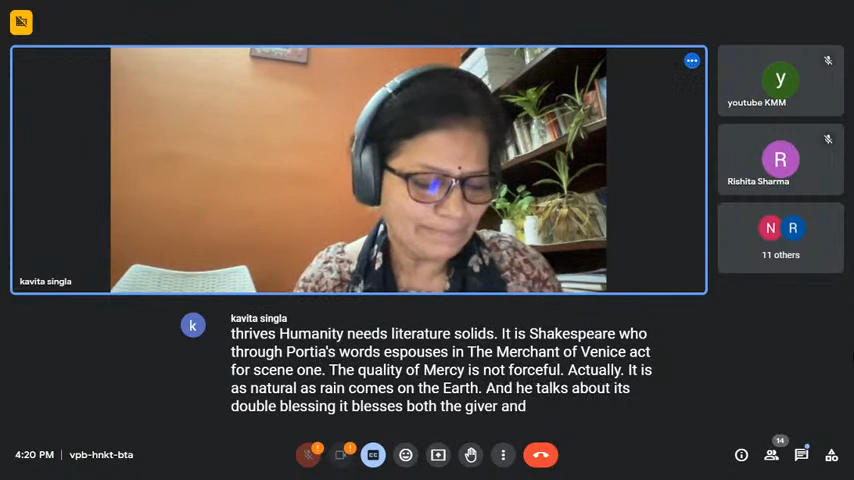 y
youtube KMM
R
Rishita Sharma
N R
11 others
kavita singla
k
kavita singla
thrives Humanity needs literature solids. It is Shakespeare who
through Portia's words espouses in The Merchant of Venice act
for scene one. The quality of Mercy is not forceful. Actually. It is
as natural as rain comes on the Earth. And he talks about its
double blessing it blesses both the giver and
4:20 PM | vpb-hnkt-bta
! ! CC 14